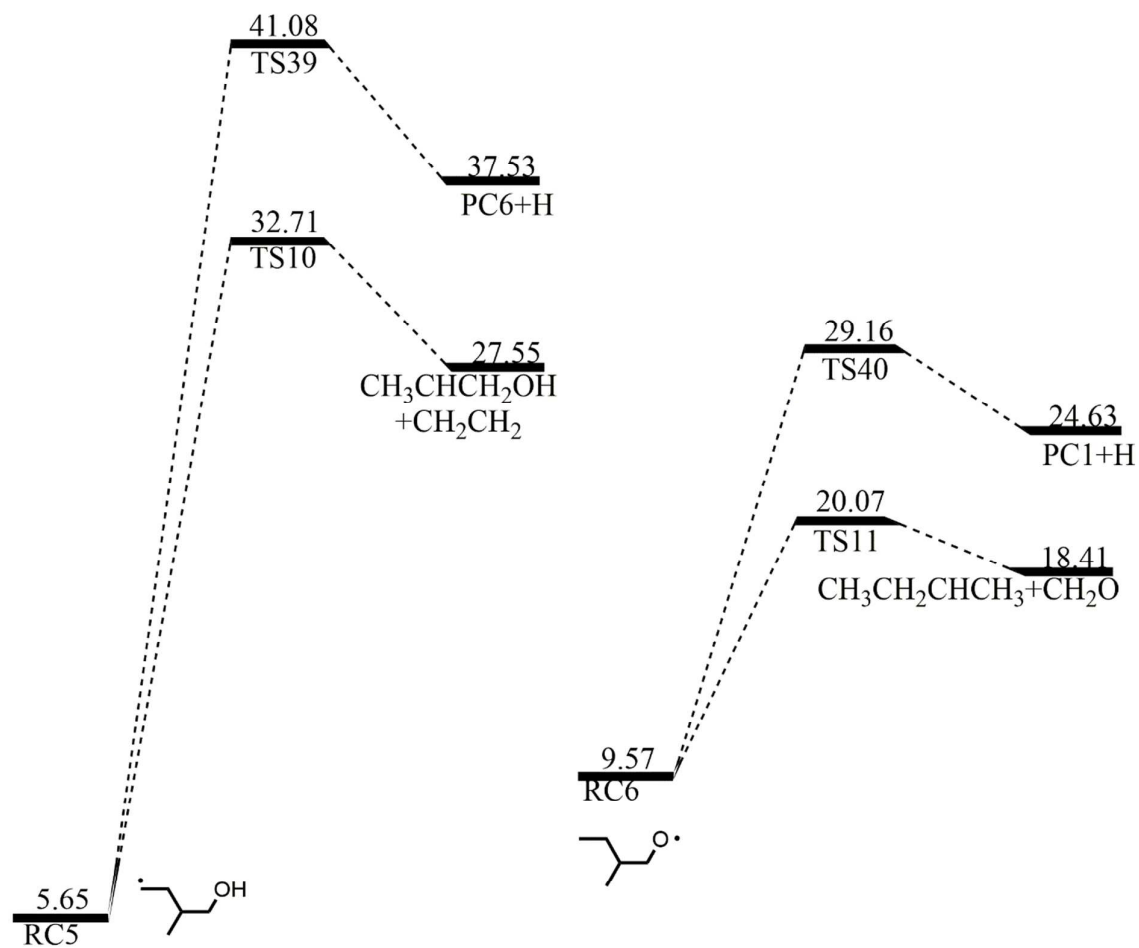 41.08
TS39
37.53
PC6+H
32.71
TS10
27.55
CH₃CHCH₂OH
+CH₂CH₂
5.65
RC5
OH
29.16
TS40
24.63
PC1+H
20.07
TS11
18.41
CH₃CH₂CHCH₃+CH₂O
9.57
RC6
O